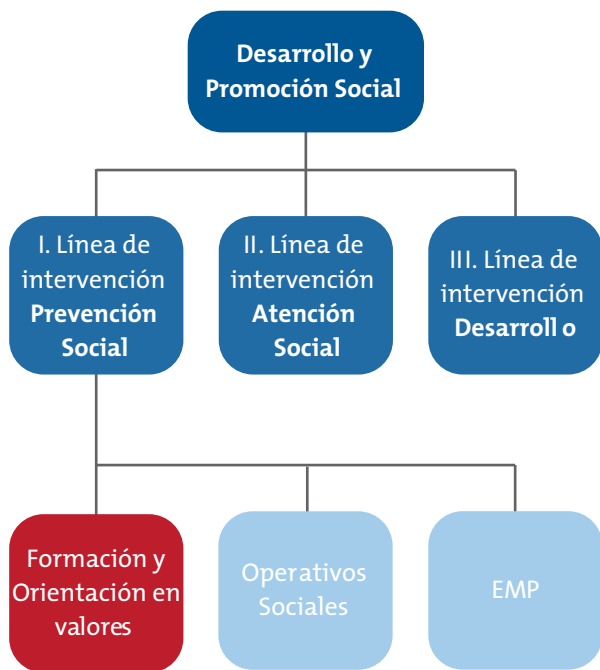 Desarrollo y
Promoción Social
I. Línea de
intervención
Prevención
Social
II. Línea de
intervención
Atención
Social
III. Línea de
intervención
Desarroll o
Formación y
Orientación en
valores
Operativos
Sociales
EMP